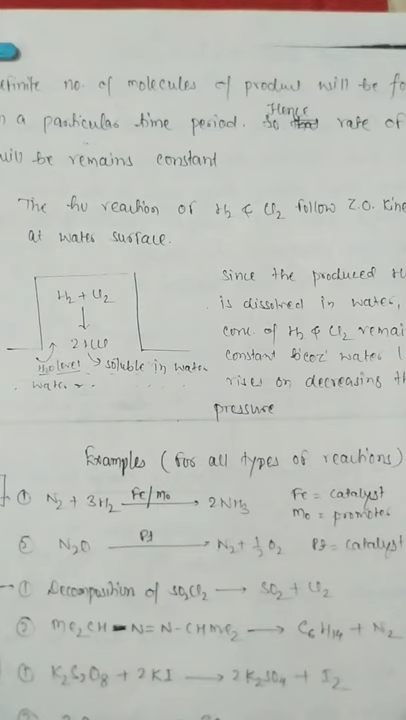 efinite no. of molecules of product will be fo
n a particular time period. Hence rate of
will be remains constant
The hν reaction of H2 & Cl2 follow Z.O. Kine
at water surface.
H2 + Cl2
↓
2HCl
H2O level soluble in water
water
Since the produced H
is dissolved in water,
conc. of H2 & Cl2 remai
constant bcoz water l
rises on decreasing th
pressure
Examples (for all types of reactions)
① N2 + 3H2 —Fe/Mo→ 2NH3 Fe = catalyst
Mo = promoter
② N2O —Pt→ N2 + ½ O2 Pt = catalyst
→ ① Decomposition of SO2Cl2 → SO2 + Cl2
② Me2CH-N=N-CHMe2 → C6H14 + N2
① K2S2O8 + 2KI → 2K2SO4 + I2